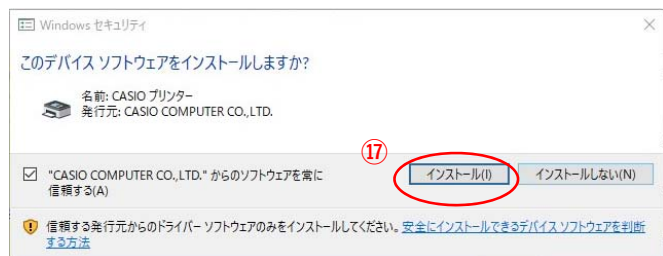 Windows セキュリティ
このデバイス ソフトウェアをインストールしますか?
名前: CASIO プリンター
発行元: CASIO COMPUTER CO.,LTD.
⑰
"CASIO COMPUTER CO.,LTD." からのソフトウェアを常に
信頼する(A)
インストール(I)
インストールしない(N)
信頼する発行元からのドライバー ソフトウェアのみをインストールしてください。安全にインストールできるデバイス ソフトウェアを判断
する方法